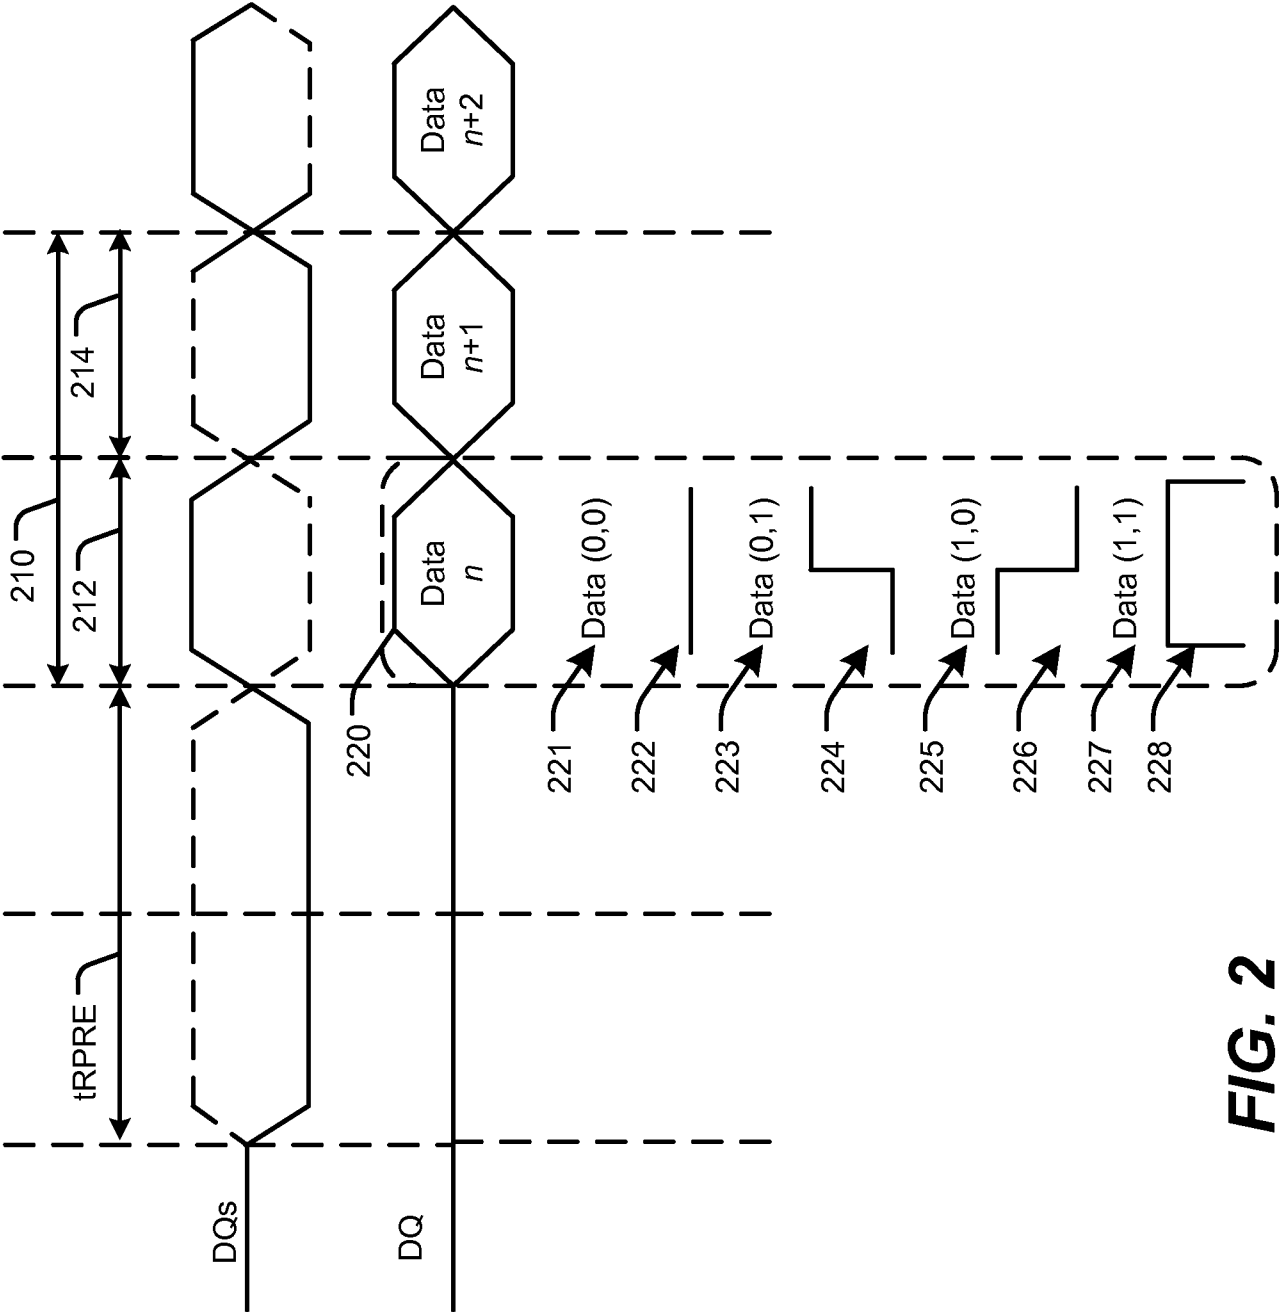 210
tRPRE
212
214
DQs
DQ
220
Data
n
Data
n+1
Data
n+2
221
Data (0,0)
222
223
Data (0,1)
224
225
Data (1,0)
226
227
Data (1,1)
228
FIG. 2